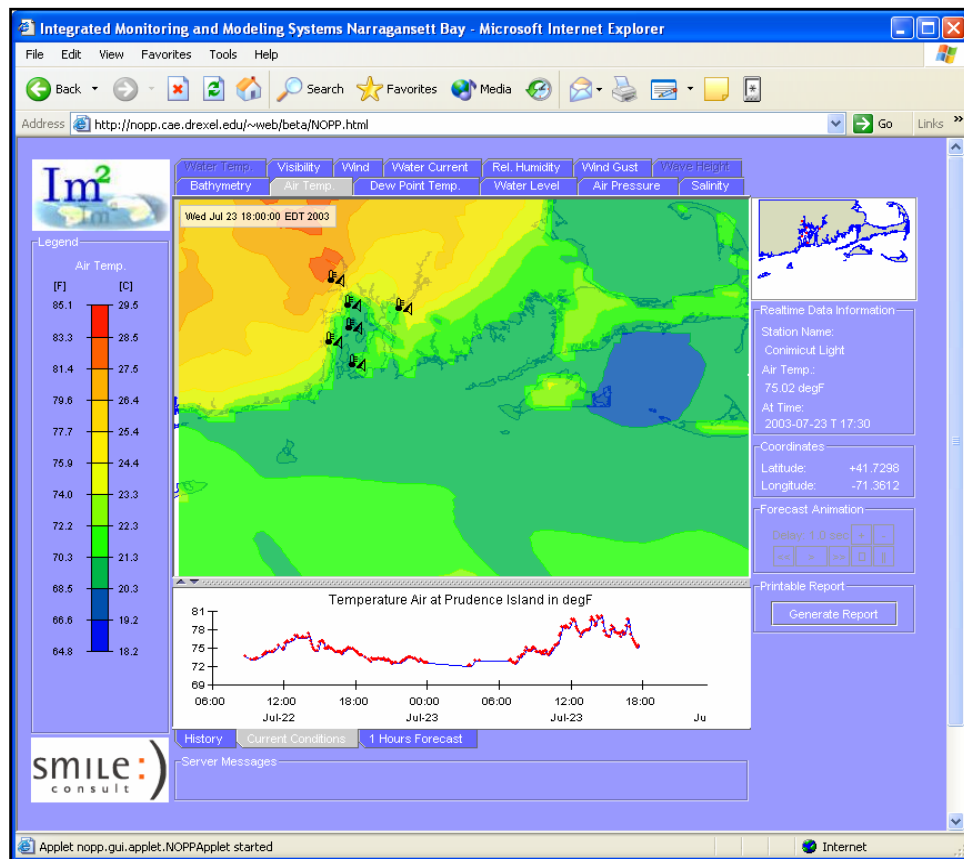 Integrated Monitoring and Modeling Systems Narragansett Bay - Microsoft Internet Explorer
File Edit View Favorites Tools Help
Back Search Favorites Media
Address http://nopp.cae.drexel.edu/~web/beta/NOPP.html Go Links »
Im2
Im2
Water Temp. Visibility Wind Water Current Rel. Humidity Wind Gust Wave Height
Bathymetry Air Temp. Dew Point Temp. Water Level Air Pressure Salinity
Legend
Air Temp.
[F] [C]
85.1 29.5
83.3 28.5
81.4 27.5
79.6 26.4
77.7 25.4
75.9 24.4
74.0 23.3
72.2 22.3
70.3 21.3
68.5 20.3
66.6 19.2
64.8 18.2
Wed Jul 23 18:00:00 EDT 2003
Realtime Data Information
Station Name:
Conimicut Light
Air Temp.:
75.02 degF
At Time:
2003-07-23 T 17:30
Coordinates
Latitude: +41.7298
Longitude: -71.3612
Forecast Animation
Delay: 1.0 sec + -
<< > >> O ||
Printable Report
Generate Report
Temperature Air at Prudence Island in degF
81
78
75
72
69
06:00 12:00 18:00 00:00 06:00 12:00 18:00
Jul-22 Jul-23 Jul-23 Ju
History Current Conditions 1 Hours Forecast
Server Messages
smile:)
consult
Applet nopp.gui.applet.NOPPApplet started Internet